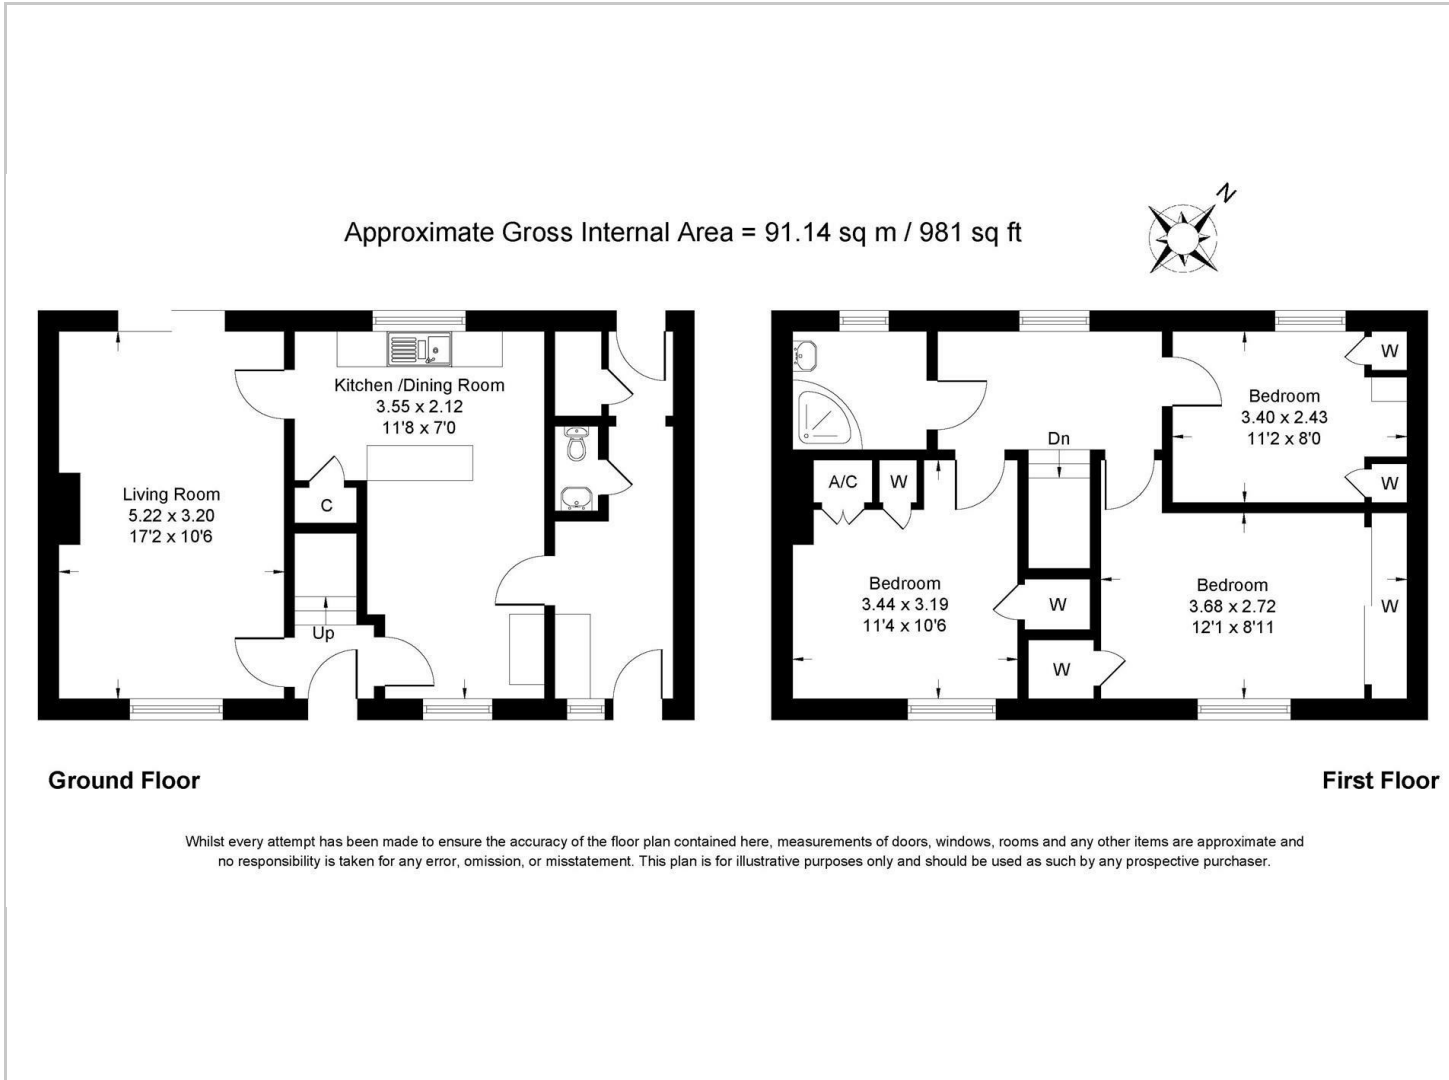 N
Approximate Gross Internal Area = 91.14 sq m / 981 sq ft
Kitchen /Dining Room
3.55 x 2.12
11'8 x 7'0
Living Room
5.22 x 3.20
17'2 x 10'6
C
Up
Dn
A/C
W
Bedroom
3.40 x 2.43
11'2 x 8'0
W
W
Bedroom
3.44 x 3.19
11'4 x 10'6
W
W
Bedroom
3.68 x 2.72
12'1 x 8'11
W
Ground Floor
First Floor
Whilst every attempt has been made to ensure the accuracy of the floor plan contained here, measurements of doors, windows, rooms and any other items are approximate and
no responsibility is taken for any error, omission, or misstatement. This plan is for illustrative purposes only and should be used as such by any prospective purchaser.